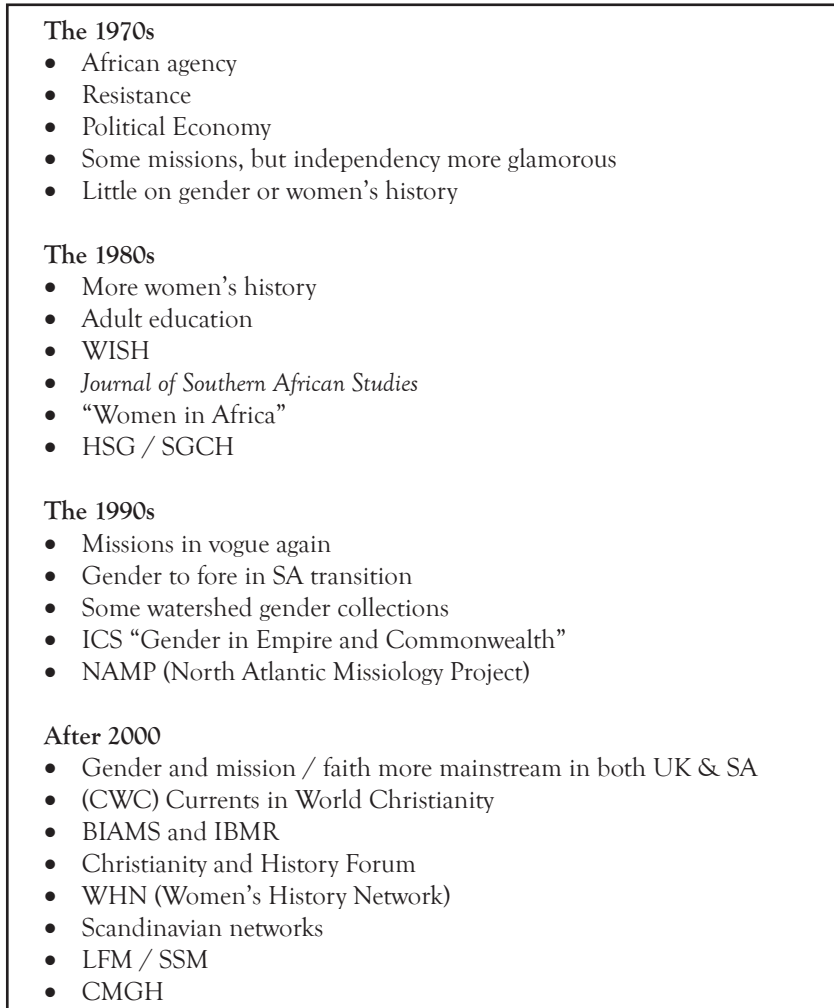 The 1970s
• African agency
• Resistance
• Political Economy
• Some missions, but independency more glamorous
• Little on gender or women’s history
The 1980s
• More women’s history
• Adult education
• WISH
• Journal of Southern African Studies
• “Women in Africa”
• HSG / SGCH
The 1990s
• Missions in vogue again
• Gender to fore in SA transition
• Some watershed gender collections
• ICS “Gender in Empire and Commonwealth”
• NAMP (North Atlantic Missiology Project)
After 2000
• Gender and mission / faith more mainstream in both UK & SA
• (CWC) Currents in World Christianity
• BIAMS and IBMR
• Christianity and History Forum
• WHN (Women’s History Network)
• Scandinavian networks
• LFM / SSM
• CMGH